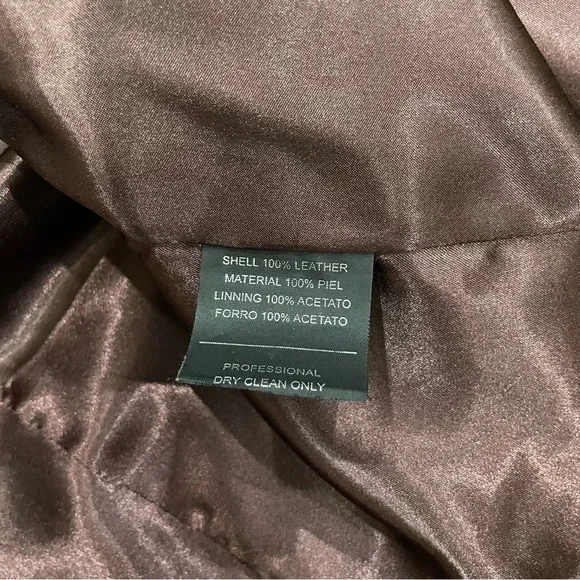 SHELL 100% LEATHER
MATERIAL 100% PIEL
LINNING 100% ACETATO
FORRO 100% ACETATO
PROFESSIONAL
DRY CLEAN ONLY